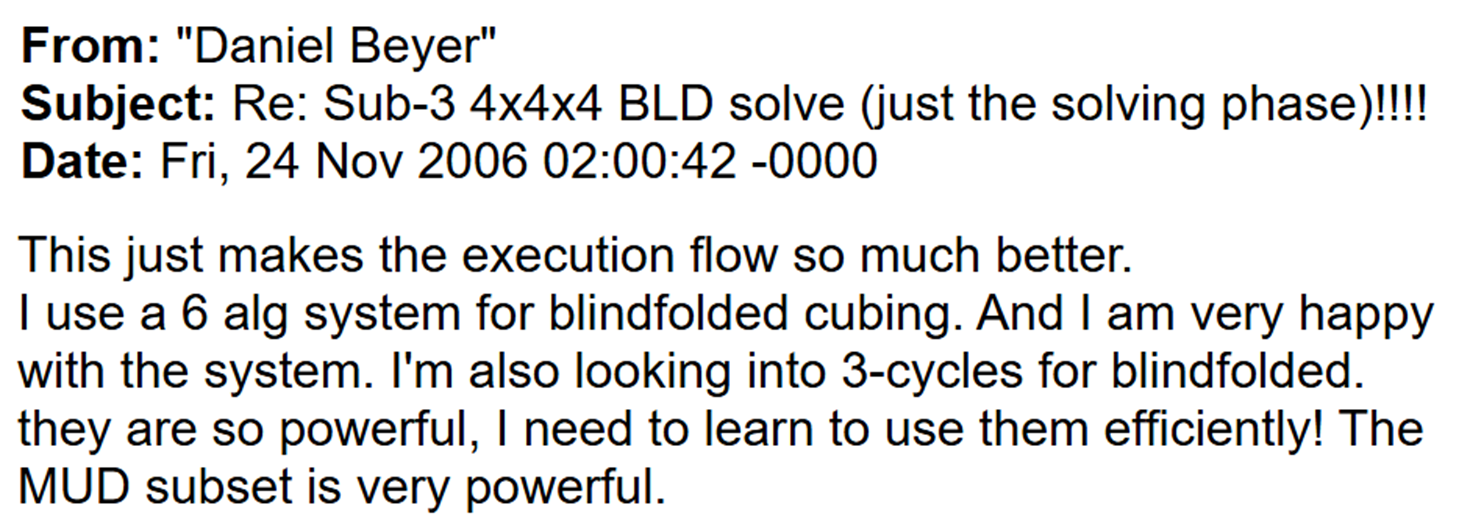 From: "Daniel Beyer"
Subject: Re: Sub-3 4x4x4 BLD solve (just the solving phase)!!!!
Date: Fri, 24 Nov 2006 02:00:42 -0000
This just makes the execution flow so much better.
I use a 6 alg system for blindfolded cubing. And I am very happy
with the system. I'm also looking into 3-cycles for blindfolded.
they are so powerful, I need to learn to use them efficiently! The
MUD subset is very powerful.